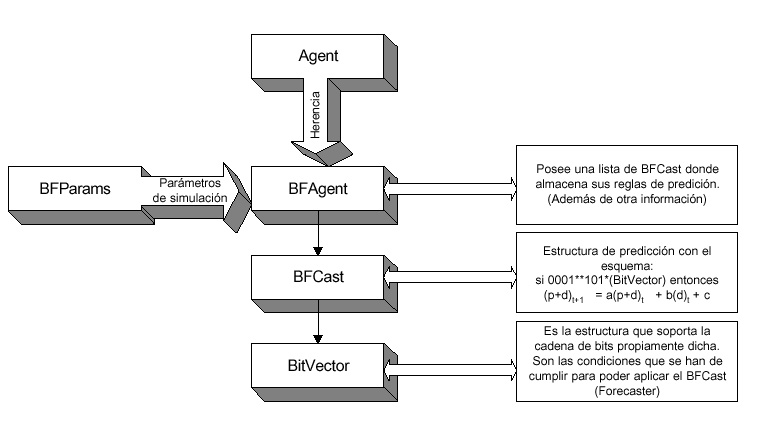 Agent
Herencia
BFParams
Parámetros
de simulación
BFAgent
Posee una lista de BFCast donde
almacena sus reglas de predición.
(Además de otra información)
BFCast
Estructura de predicción con el
esquema:
si 0001**101*(BitVector) entonces
(p+d)t+1 = a(p+d)t + b(d)t + c
BitVector
Es la estructura que soporta la
cadena de bits propiamente dicha.
Son las condiciones que se han de
cumplir para poder aplicar el BFCast
(Forecaster)